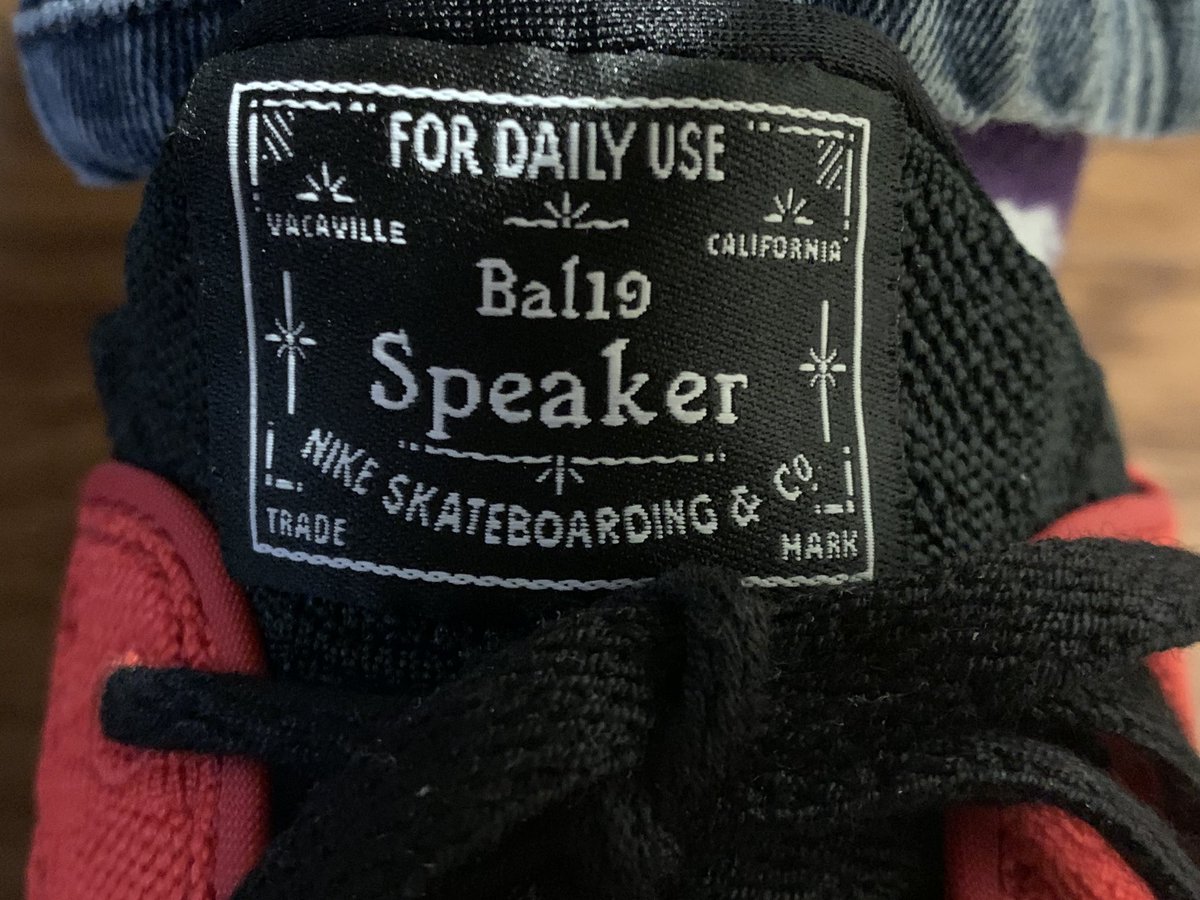 FOR DAILY USE
VACAVILLE
CALIFORNIA
Bal19
Speaker
NIKE SKATEBOARDING & CO.
TRADE
MARK